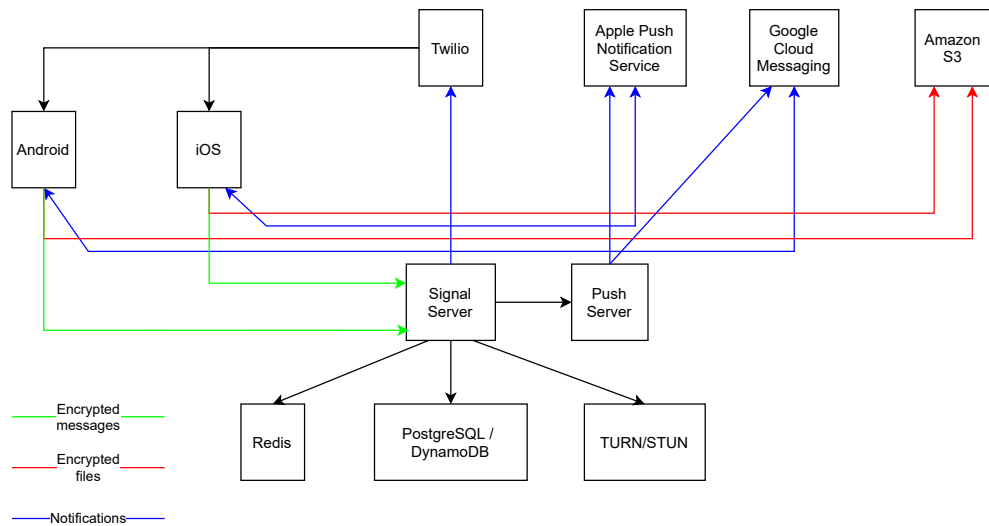 Twilio
Apple Push
Notification
Service
Google
Cloud
Messaging
Amazon
S3
Android
iOS
Signal
Server
Push
Server
Redis
PostgreSQL /
DynamoDB
TURN/STUN
Encrypted
messages
Encrypted
files
Notifications